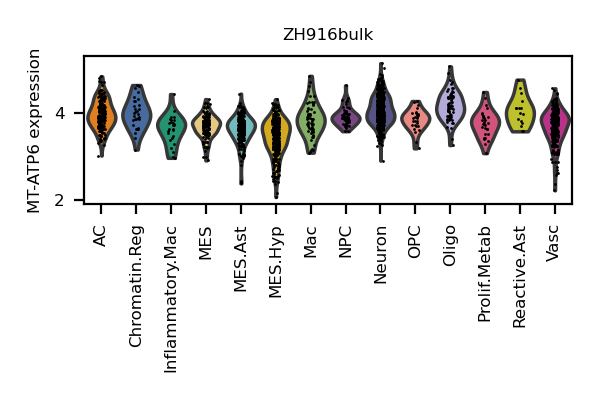 ZH916bulk
MT-ATP6 expression
4
2
AC
Chromatin.Reg
Inflammatory.Mac
MES
MES.Ast
MES.Hyp
Mac
NPC
Neuron
OPC
Oligo
Prolif.Metab
Reactive.Ast
Vasc